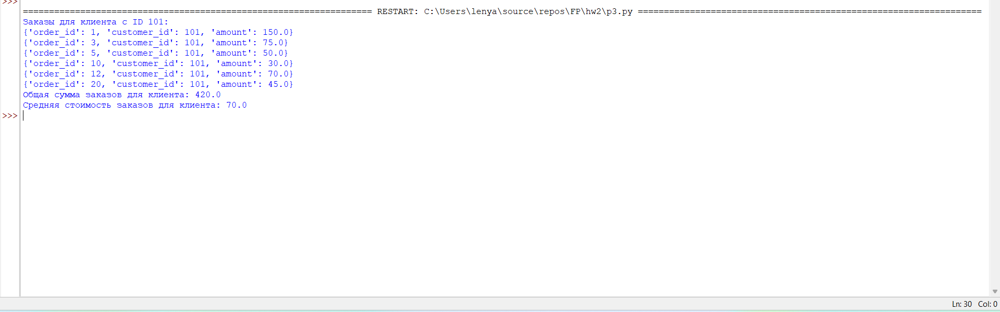 >>>
=================================================================== RESTART: C:\Users\lenya\source\repos\FP\hw2\p3.py ==================================================================
Заказы для клиента с ID 101:
{'order_id': 1, 'customer_id': 101, 'amount': 150.0}
{'order_id': 3, 'customer_id': 101, 'amount': 75.0}
{'order_id': 5, 'customer_id': 101, 'amount': 50.0}
{'order_id': 10, 'customer_id': 101, 'amount': 30.0}
{'order_id': 12, 'customer_id': 101, 'amount': 70.0}
{'order_id': 20, 'customer_id': 101, 'amount': 45.0}
Общая сумма заказов для клиента: 420.0
Средняя стоимость заказов для клиента: 70.0
>>>
Ln: 30 Col: 0